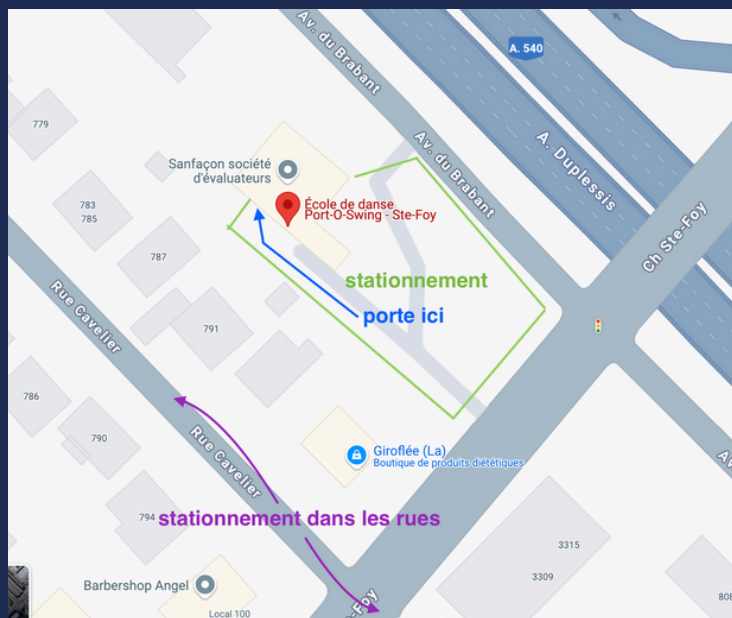 Av. du Brabant
A. 540
779
Sanfaçon société
d'évaluateurs
Av. du Brabant
A. Duplessis
783
785
École de danse
Port-O-Swing - Ste-Foy
Ch Ste-Foy
787
stationnement
Rue Cavelier
porte ici
791
786
790
Rue Cavelier
Giroflée (La)
Boutique de produits diététiques
794
stationnement dans les rues
3315
3309
Barbershop Angel
Local 100
808